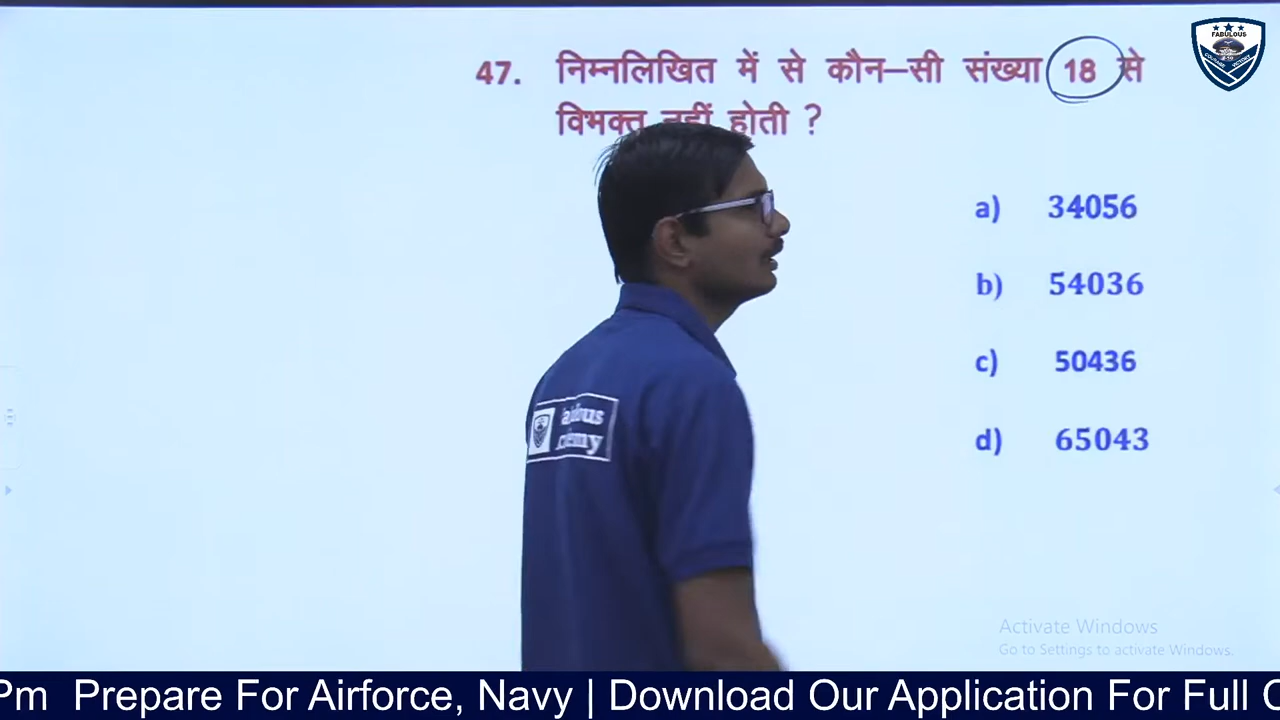 FABULOUS
47. निम्नलिखित में से कौन–सी संख्या 18 से
विभक्त नहीं होती ?
a) 34056
b) 54036
c) 50436
d) 65043
Activate Windows
Go to Settings to activate Windows.
Pm Prepare For Airforce, Navy | Download Our Application For Full